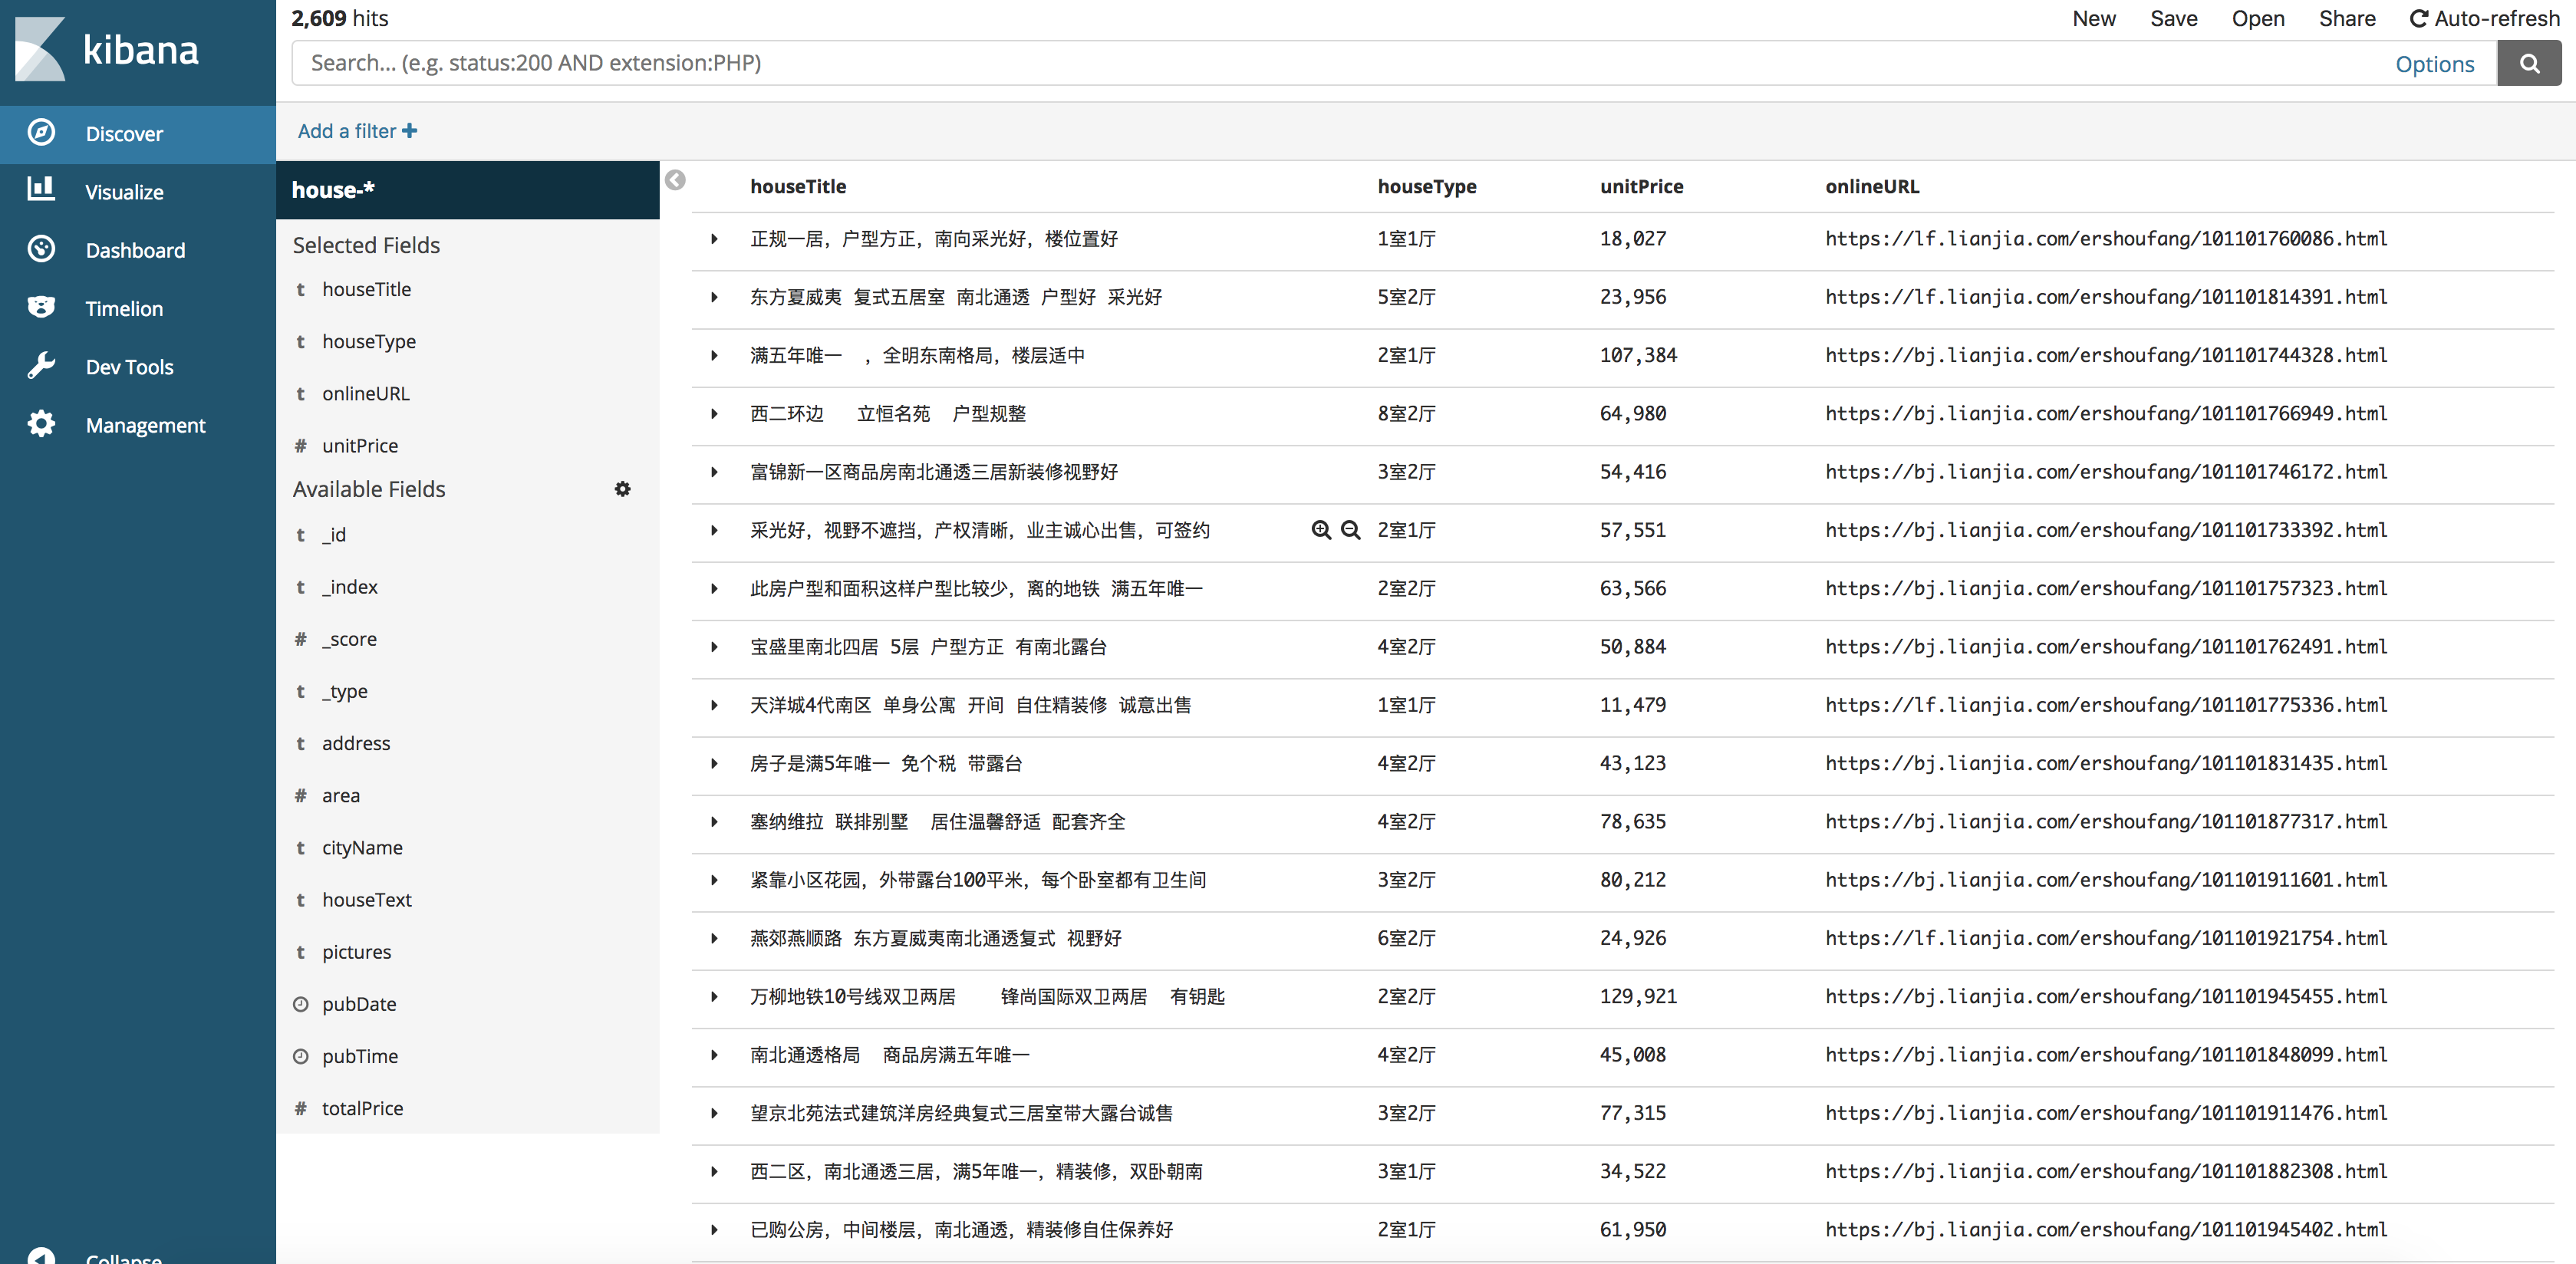 kibana
Discover
Visualize
Dashboard
Timelion
Dev Tools
Management
Collapse
2,609 hits
New Save Open Share Auto-refresh
Search... (e.g. status:200 AND extension:PHP) Options
Add a filter
house-*
Selected Fields
t houseTitle
t houseType
t onlineURL
# unitPrice
Available Fields
t _id
t _index
# _score
t _type
t address
# area
t cityName
t houseText
t pictures
pubDate
pubTime
# totalPrice
houseTitle houseType unitPrice onlineURL
正规一居，户型方正，南向采光好，楼位置好 1室1厅 18,027 https://lf.lianjia.com/ershoufang/101101760086.html
东方夏威夷 复式五居室 南北通透 户型好 采光好 5室2厅 23,956 https://lf.lianjia.com/ershoufang/101101814391.html
满五年唯一 ，全明东南格局，楼层适中 2室1厅 107,384 https://bj.lianjia.com/ershoufang/101101744328.html
西二环边 立恒名苑 户型规整 8室2厅 64,980 https://bj.lianjia.com/ershoufang/101101766949.html
富锦新一区商品房南北通透三居新装修视野好 3室2厅 54,416 https://bj.lianjia.com/ershoufang/101101746172.html
采光好，视野不遮挡，产权清晰，业主诚心出售，可签约 2室1厅 57,551 https://bj.lianjia.com/ershoufang/101101733392.html
此房户型和面积这样户型比较少，离的地铁 满五年唯一 2室2厅 63,566 https://bj.lianjia.com/ershoufang/101101757323.html
宝盛里南北四居 5层 户型方正 有南北露台 4室2厅 50,884 https://bj.lianjia.com/ershoufang/101101762491.html
天洋城4代南区 单身公寓 开间 自住精装修 诚意出售 1室1厅 11,479 https://lf.lianjia.com/ershoufang/101101775336.html
房子是满5年唯一 免个税 带露台 4室2厅 43,123 https://bj.lianjia.com/ershoufang/101101831435.html
塞纳维拉 联排别墅 居住温馨舒适 配套齐全 4室2厅 78,635 https://bj.lianjia.com/ershoufang/101101877317.html
紧靠小区花园，外带露台100平米，每个卧室都有卫生间 3室2厅 80,212 https://bj.lianjia.com/ershoufang/101101911601.html
燕郊燕顺路 东方夏威夷南北通透复式 视野好 6室2厅 24,926 https://lf.lianjia.com/ershoufang/101101921754.html
万柳地铁10号线双卫两居 锋尚国际双卫两居 有钥匙 2室2厅 129,921 https://bj.lianjia.com/ershoufang/101101945455.html
南北通透格局 商品房满五年唯一 4室2厅 45,008 https://bj.lianjia.com/ershoufang/101101848099.html
望京北苑法式建筑洋房经典复式三居室带大露台诚售 3室2厅 77,315 https://bj.lianjia.com/ershoufang/101101911476.html
西二区，南北通透三居，满5年唯一，精装修，双卧朝南 3室1厅 34,522 https://bj.lianjia.com/ershoufang/101101882308.html
已购公房，中间楼层，南北通透，精装修自住保养好 2室1厅 61,950 https://bj.lianjia.com/ershoufang/101101945402.html